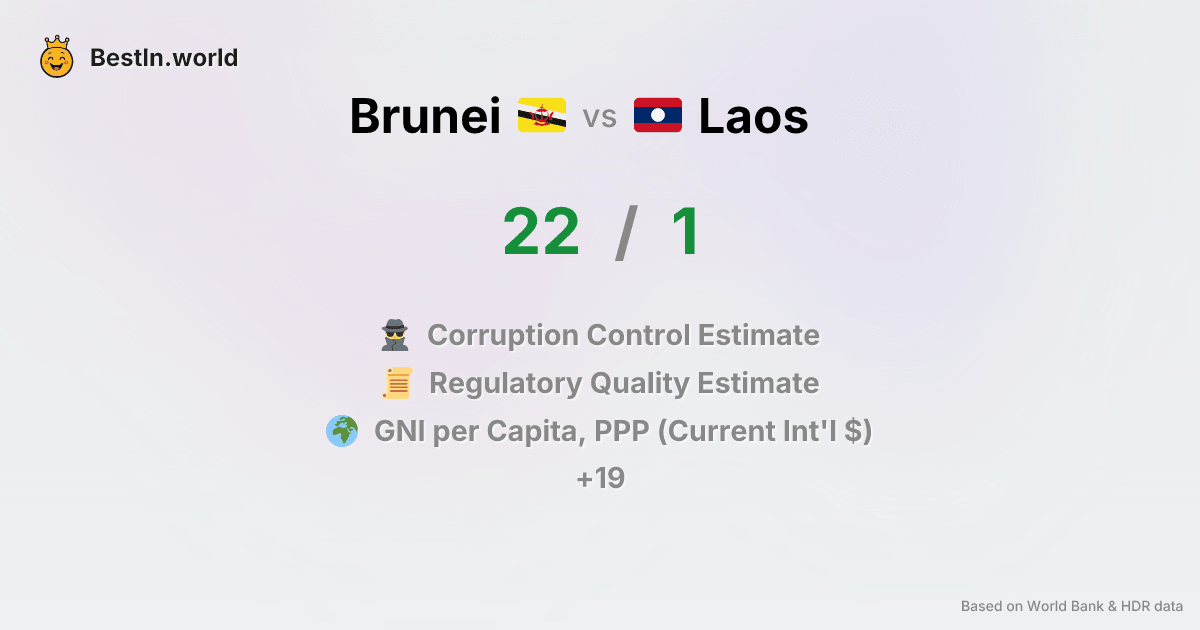 BestIn.world
Brunei vs Laos
22 / 1
Corruption Control Estimate
Regulatory Quality Estimate
GNI per Capita, PPP (Current Int'l $)
+19
Based on World Bank & HDR data